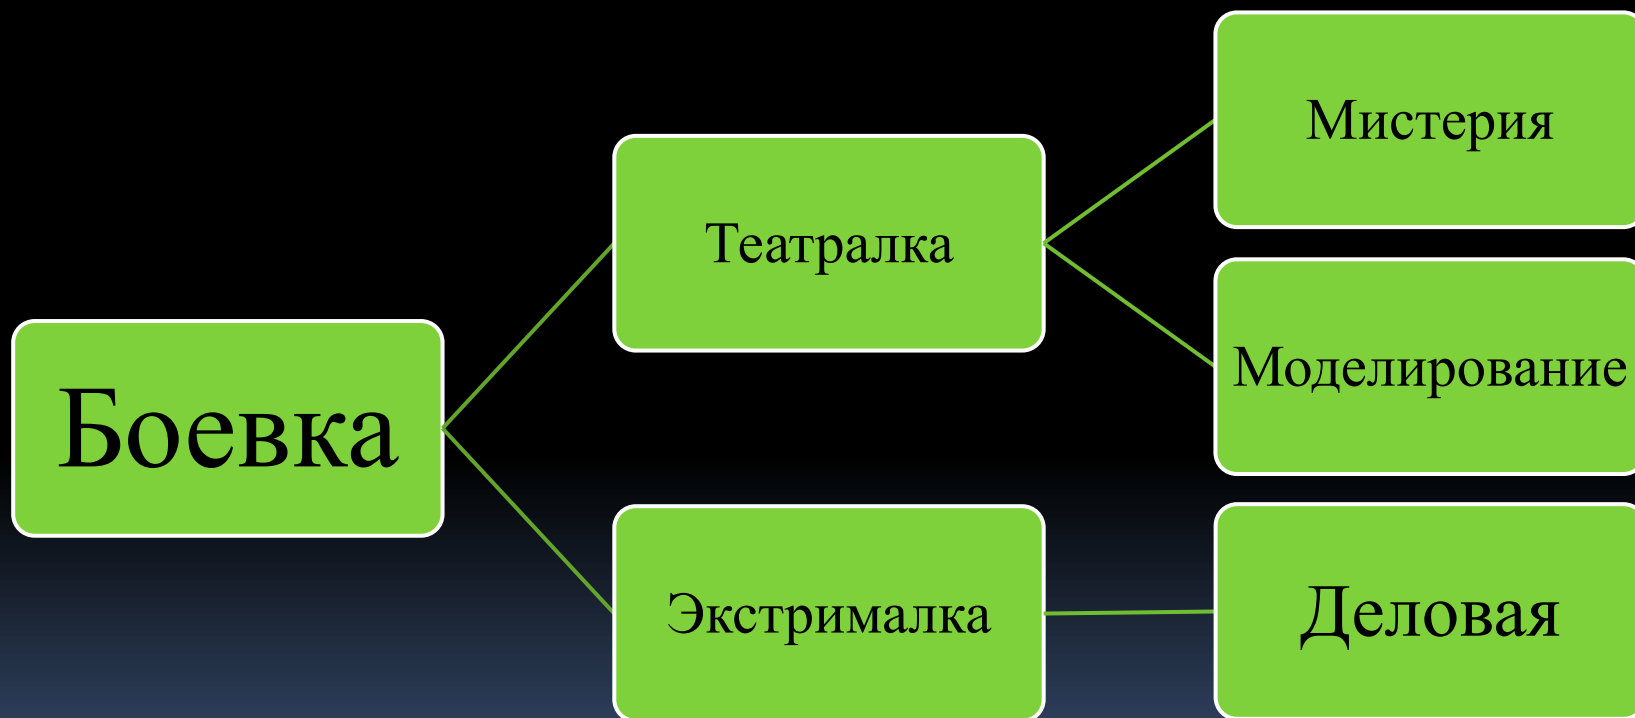 Боевка
Театралка
Экстрималка
Мистерия
Моделирование
Деловая